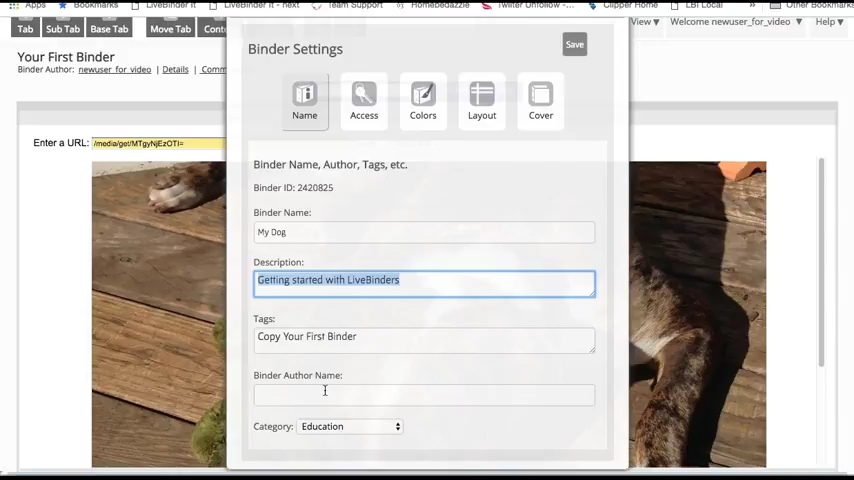 Apps Bookmarks LiveBinder It LiveBinder It - next Team Support Homebedazzle Twitter Unfollow -... Clipper Home LBI Local Other Bookmarks
Tab Sub Tab Base Tab Move Tab View Welcome newuser_for_video Help
Your First Binder
Binder Author: newuser_for_video | Details |
Enter a URL: /media/get/MTgyNjEzOTI=
Binder Settings
Save
Name Access Colors Layout Cover
Binder Name, Author, Tags, etc.
Binder ID: 2420825
Binder Name:
My Dog
Description:
Getting started with LiveBinders
Tags:
Copy Your First Binder
Binder Author Name:
Category: Education